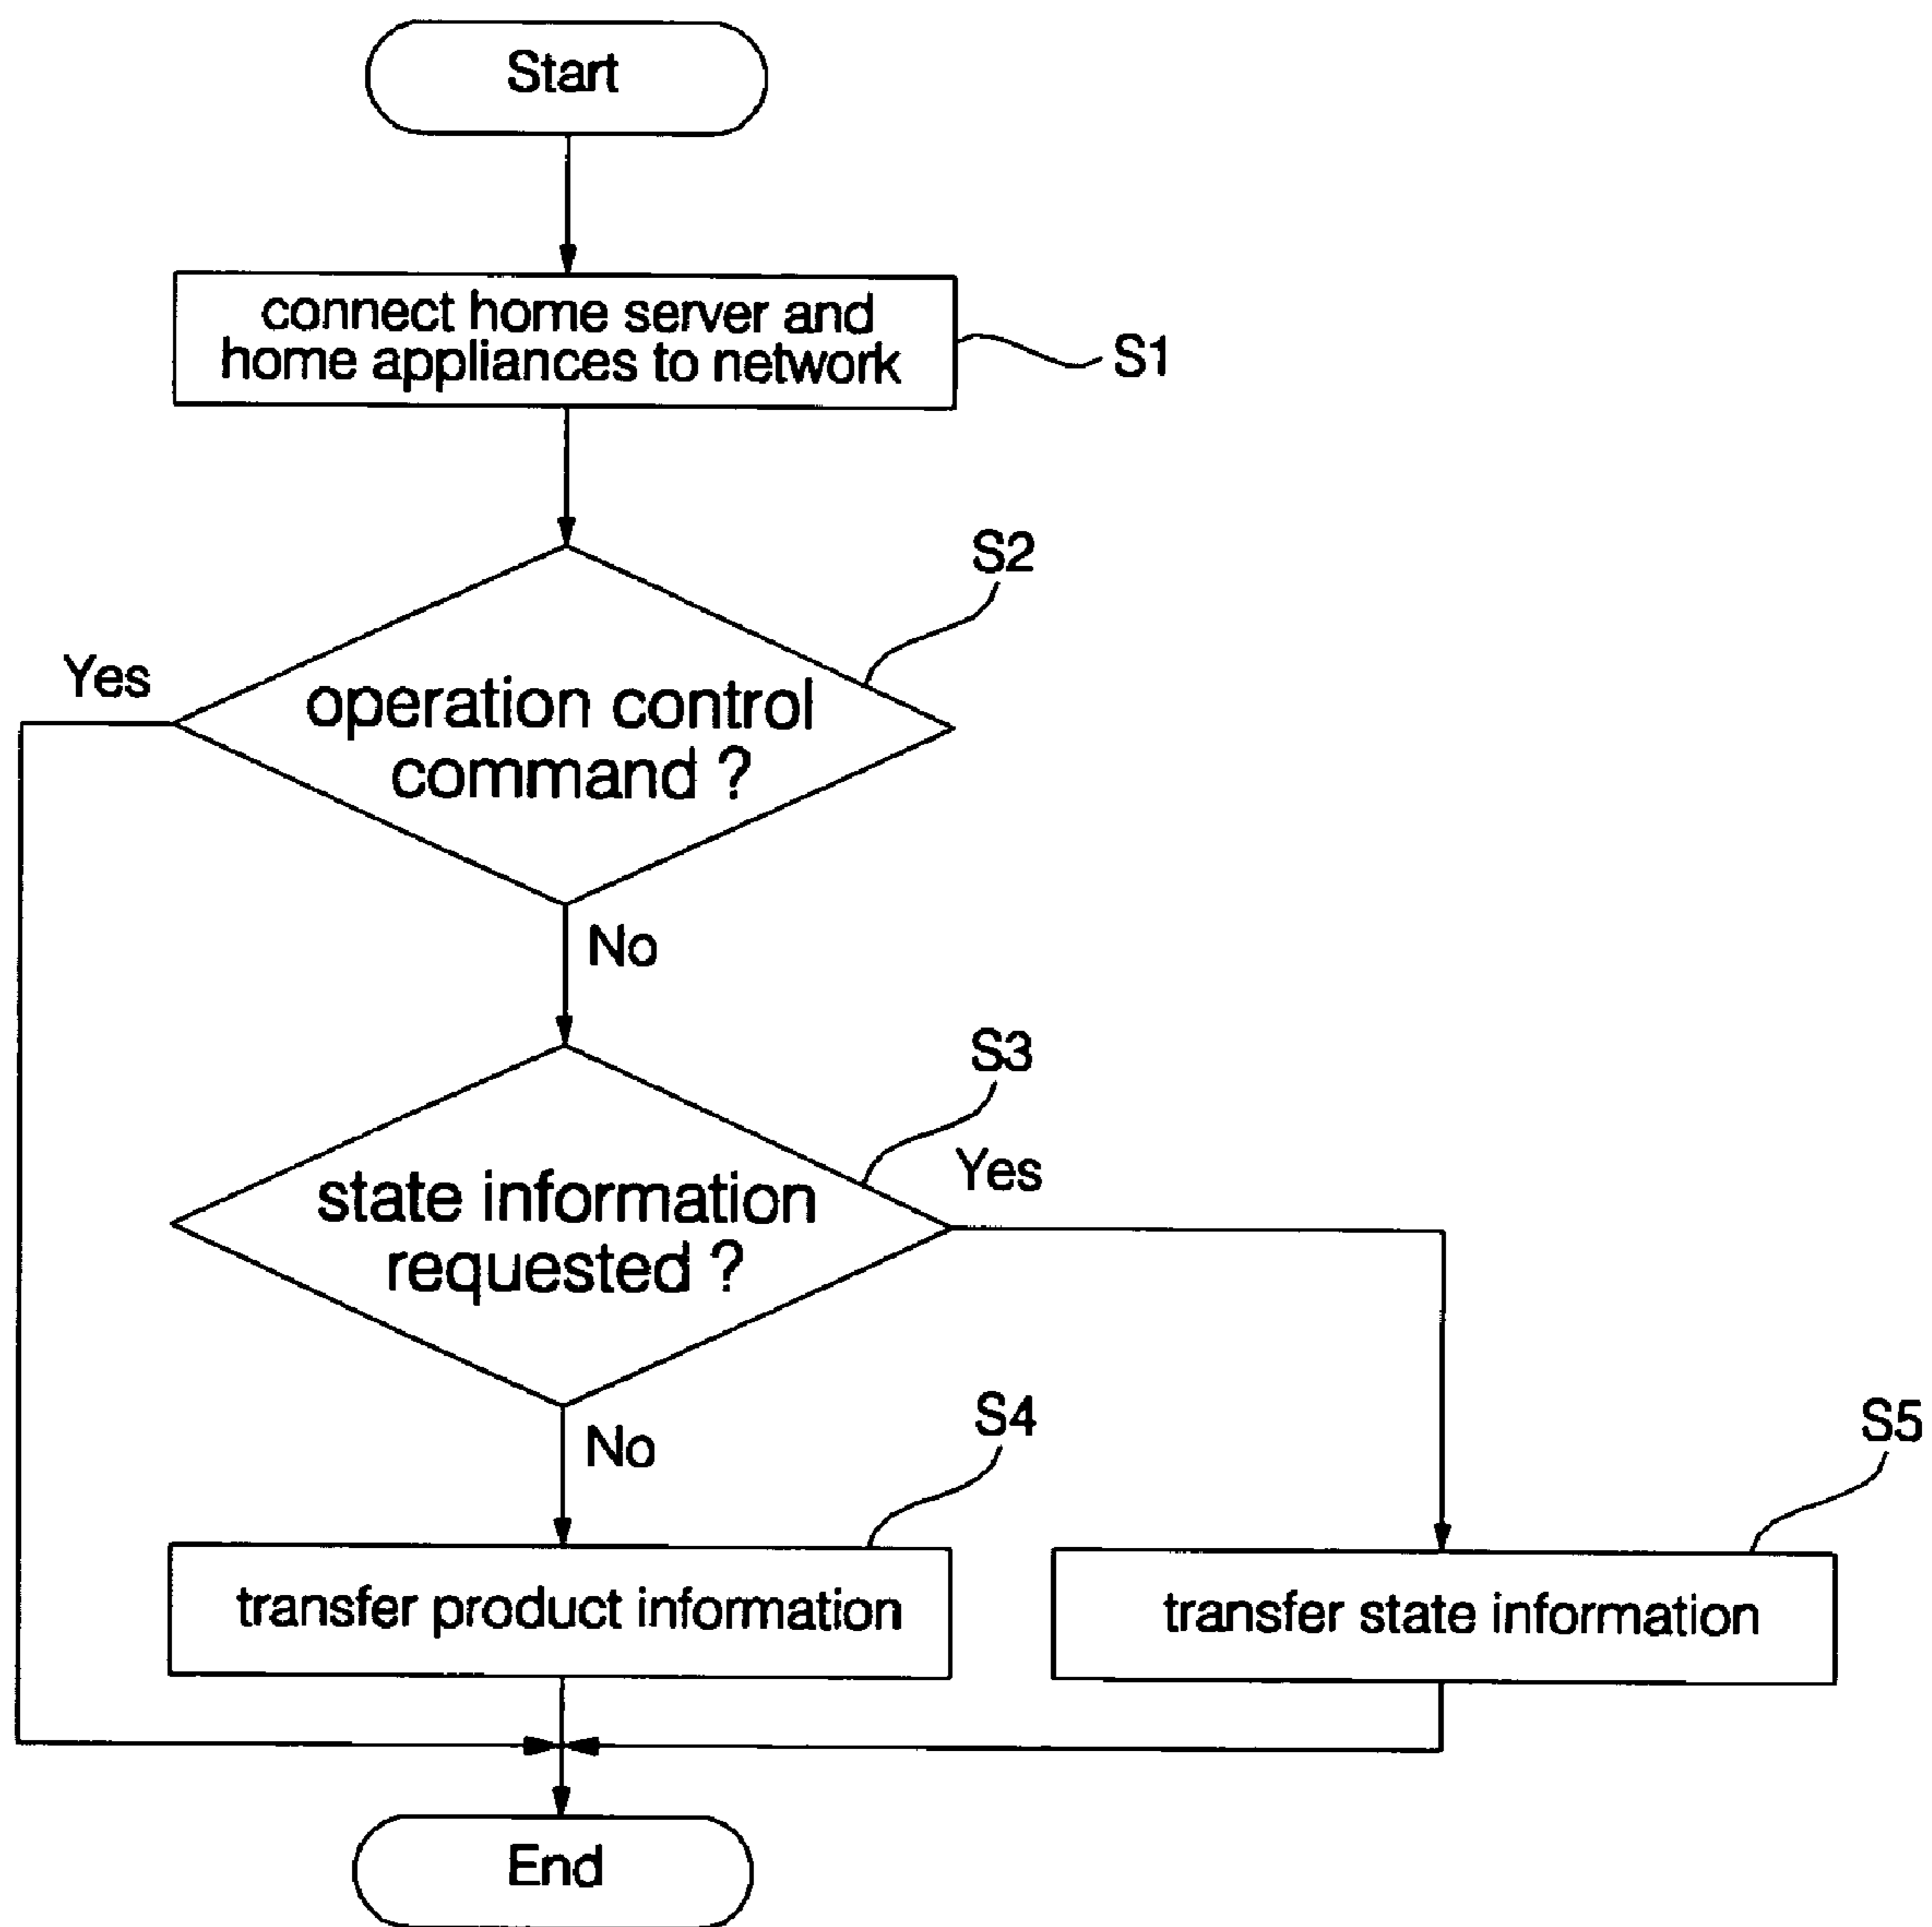 Start
connect home server and
home appliances to network
S1
S2
Yes
operation control
command ?
No
S3
Yes
state information
requested ?
No
S4
S5
transfer product information
transfer state information
End